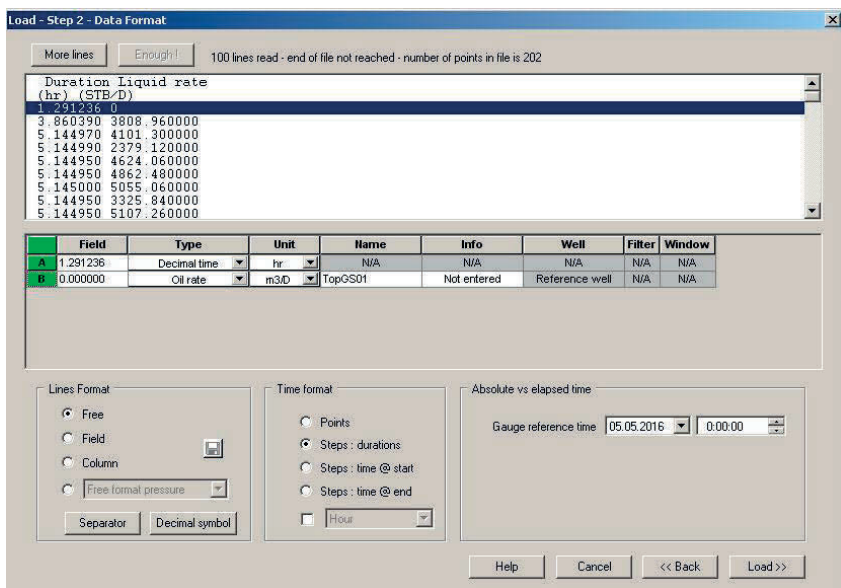 Load - Step 2 - Data Format
More lines Enough ! 100 lines read - end of file not reached - number of points in file is 202
Duration Liquid rate
(hr) (STB/D)
1.291236 0
3.860390 3808.960000
5.144970 4101.300000
5.144990 2379.120000
5.144950 4624.060000
5.144950 4862.480000
5.145000 5055.060000
5.144950 3325.840000
5.144950 5107.260000
Field Type Unit Name Info Well Filter Window
A 1.291236 Decimal time hr N/A N/A N/A N/A N/A
B 0.000000 Oil rate m3/D TopGS01 Not entered Reference well N/A N/A
Lines Format
Free
Field
Column
Free format pressure
Separator Decimal symbol
Time format
Points
Steps : durations
Steps : time @ start
Steps : time @ end
Hour
Absolute vs elapsed time
Gauge reference time 05.05.2016 0:00:00
Help Cancel << Back Load >>